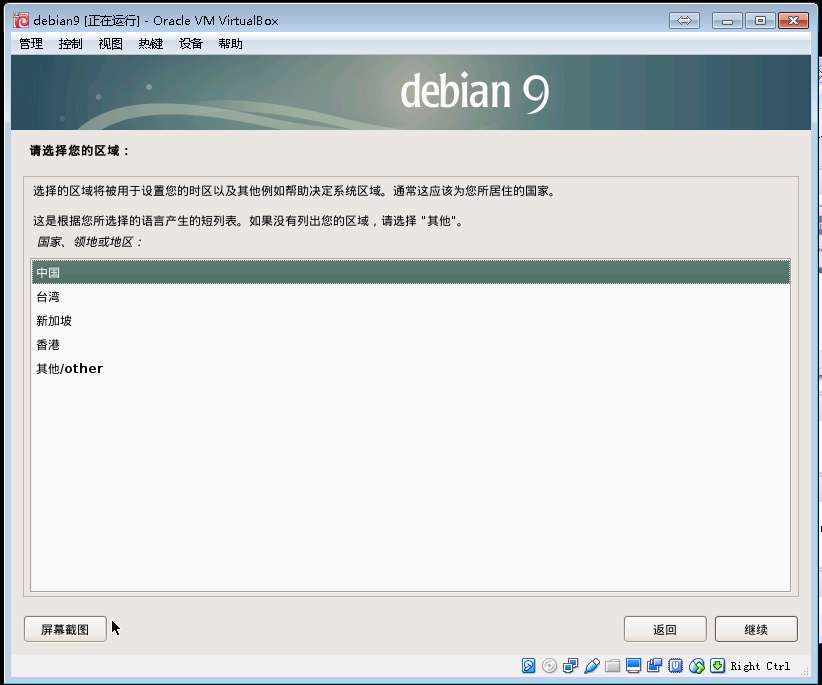 debian9 [正在运行] - Oracle VM VirtualBox
管理 控制 视图 热键 设备 帮助
debian 9
请选择您的区域：
选择的区域将被用于设置您的时区以及其他例如帮助决定系统区域。通常这应该为您所居住的国家。
这是根据您所选择的语言产生的短列表。如果没有列出您的区域，请选择 "其他"。
国家、领地或地区：
中国
台湾
新加坡
香港
其他/other
屏幕截图 返回 继续
Right Ctrl